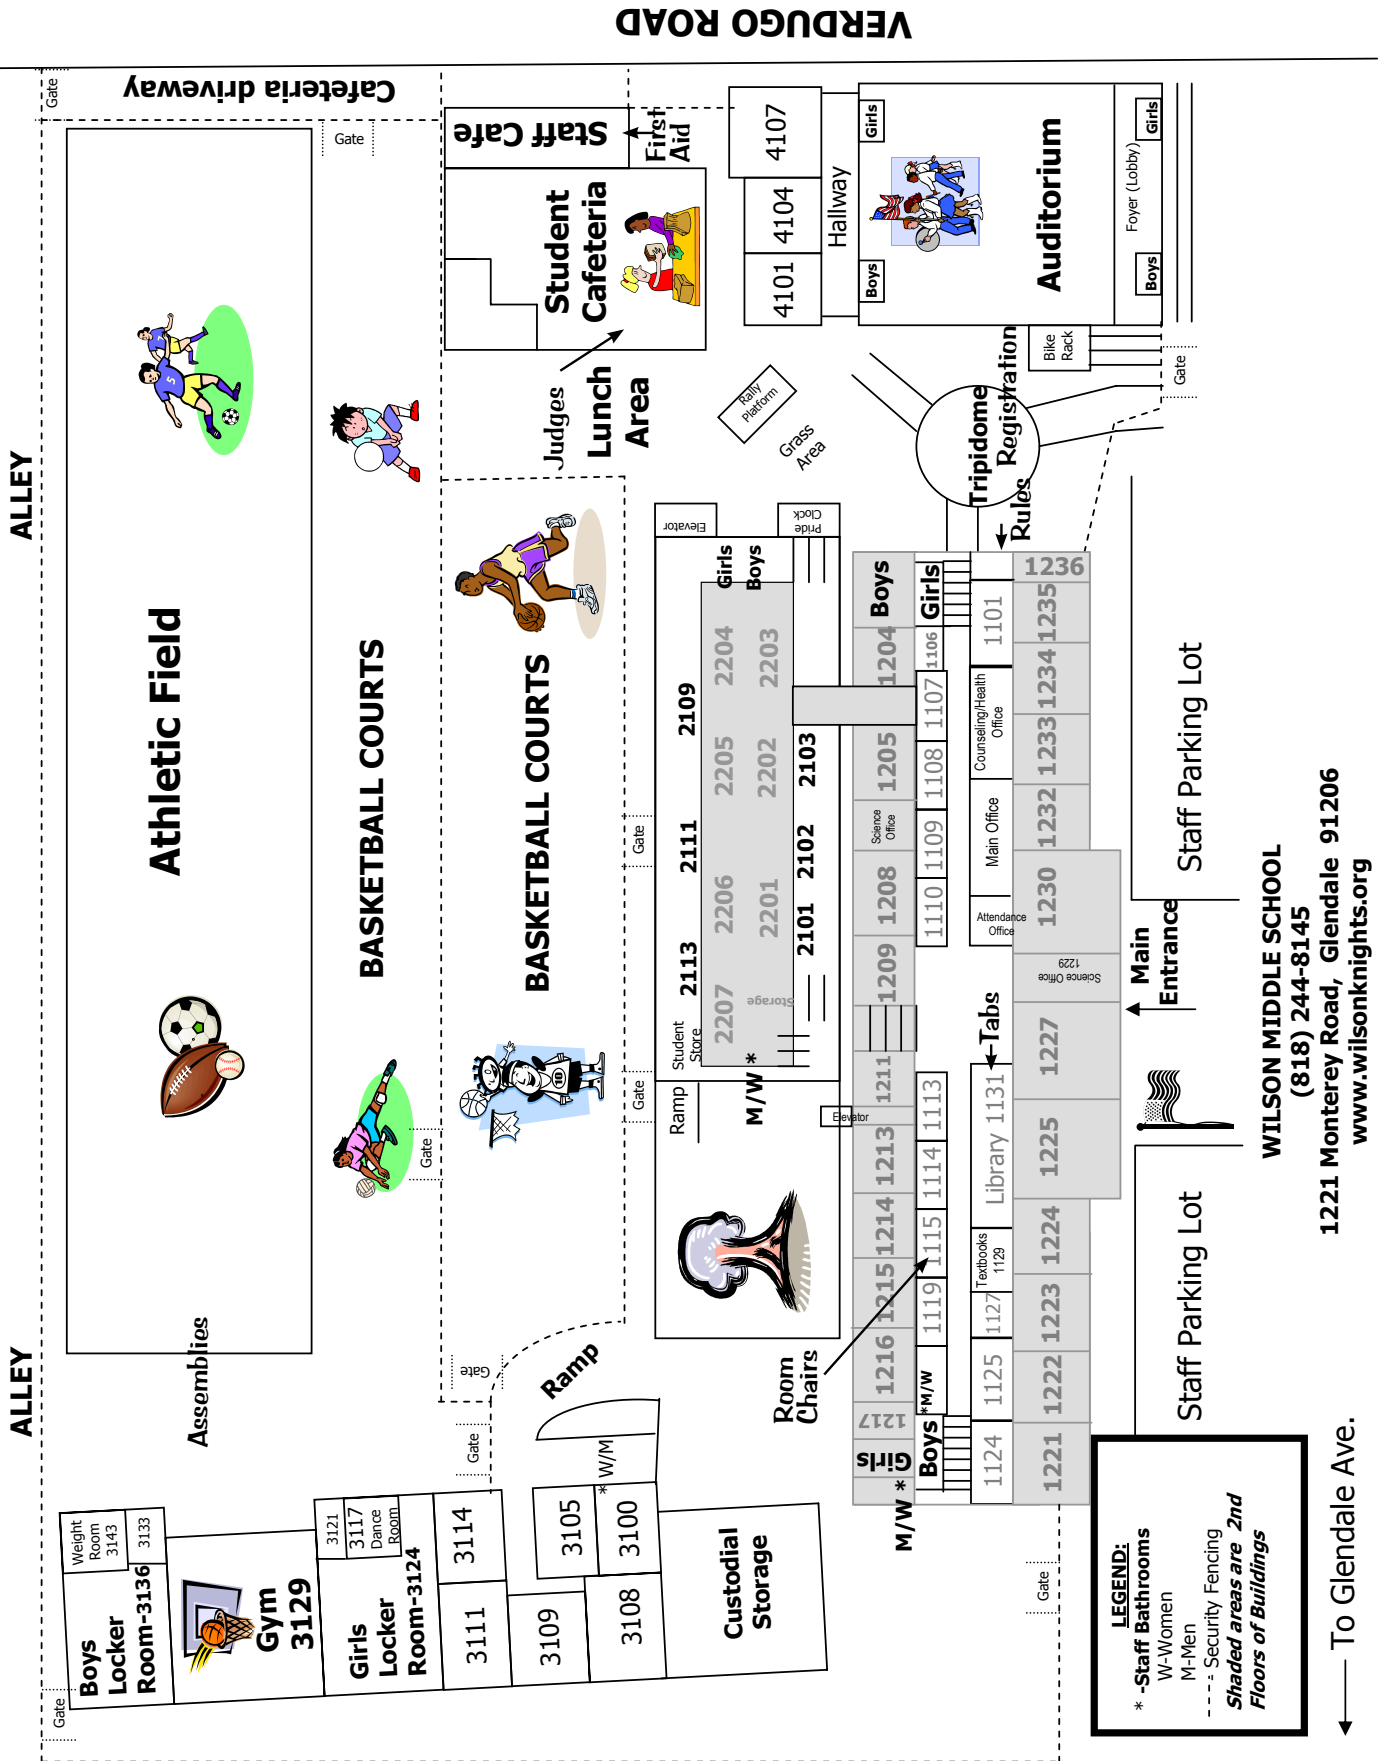 VERDUGO ROAD
ALLEY
ALLEY
Gate
Cafeteria driveway
Gate
Athletic Field
Assemblies
BASKETBALL COURTS
Gate
BASKETBALL COURTS
Gate
Gate
Gate
Gate
Staff Cafe
First
Aid
Student
Cafeteria
Judges
Lunch
Area
4107
4104
4101
Hallway
Girls
Boys
Auditorium
Foyer (Lobby)
Girls
Boys
Bike
Rack
Gate
Rally
Platform
Grass
Area
Tripidome
Registration
Rules
Elevator
Pride
Clock
Girls
Boys
2109
2111
2113
2204
2205
2206
2207
2203
2202
2201
Storage
2103
2102
2101
Student
Store
M/W *
Ramp
Elevator
Boys
1204
1205
Science
Office
1208
1209
1211
1213
1214
1215
1216
1217
Girls
M/W *
Girls
1106
1107
1108
1109
1110
1113
1114
1115
1119
*M/W
Boys
Room
Chairs
1101
Counseling/Health
Office
Main Office
Attendance
Office
Tabs
Library 1131
Textbooks
1129
1127
1125
1124
1236
1235
1234
1233
1232
1230
Science Office
1229
1227
1225
1224
1223
1222
1221
Staff Parking Lot
Main
Entrance
Staff Parking Lot
Ramp
Gate
* W/M
Weight
Room
3143
3133
Boys
Locker
Room-3136
Gate
Gym
3129
3121
3117
Dance
Room
Girls
Locker
Room-3124
3114
3111
3105
3109
3100
3108
Custodial
Storage
Gate
LEGEND:
* -Staff Bathrooms
W-Women
M-Men
---- Security Fencing
Shaded areas are 2nd
Floors of Buildings
To Glendale Ave.
WILSON MIDDLE SCHOOL
(818) 244-8145
1221 Monterey Road, Glendale 91206
www.wilsonknights.org